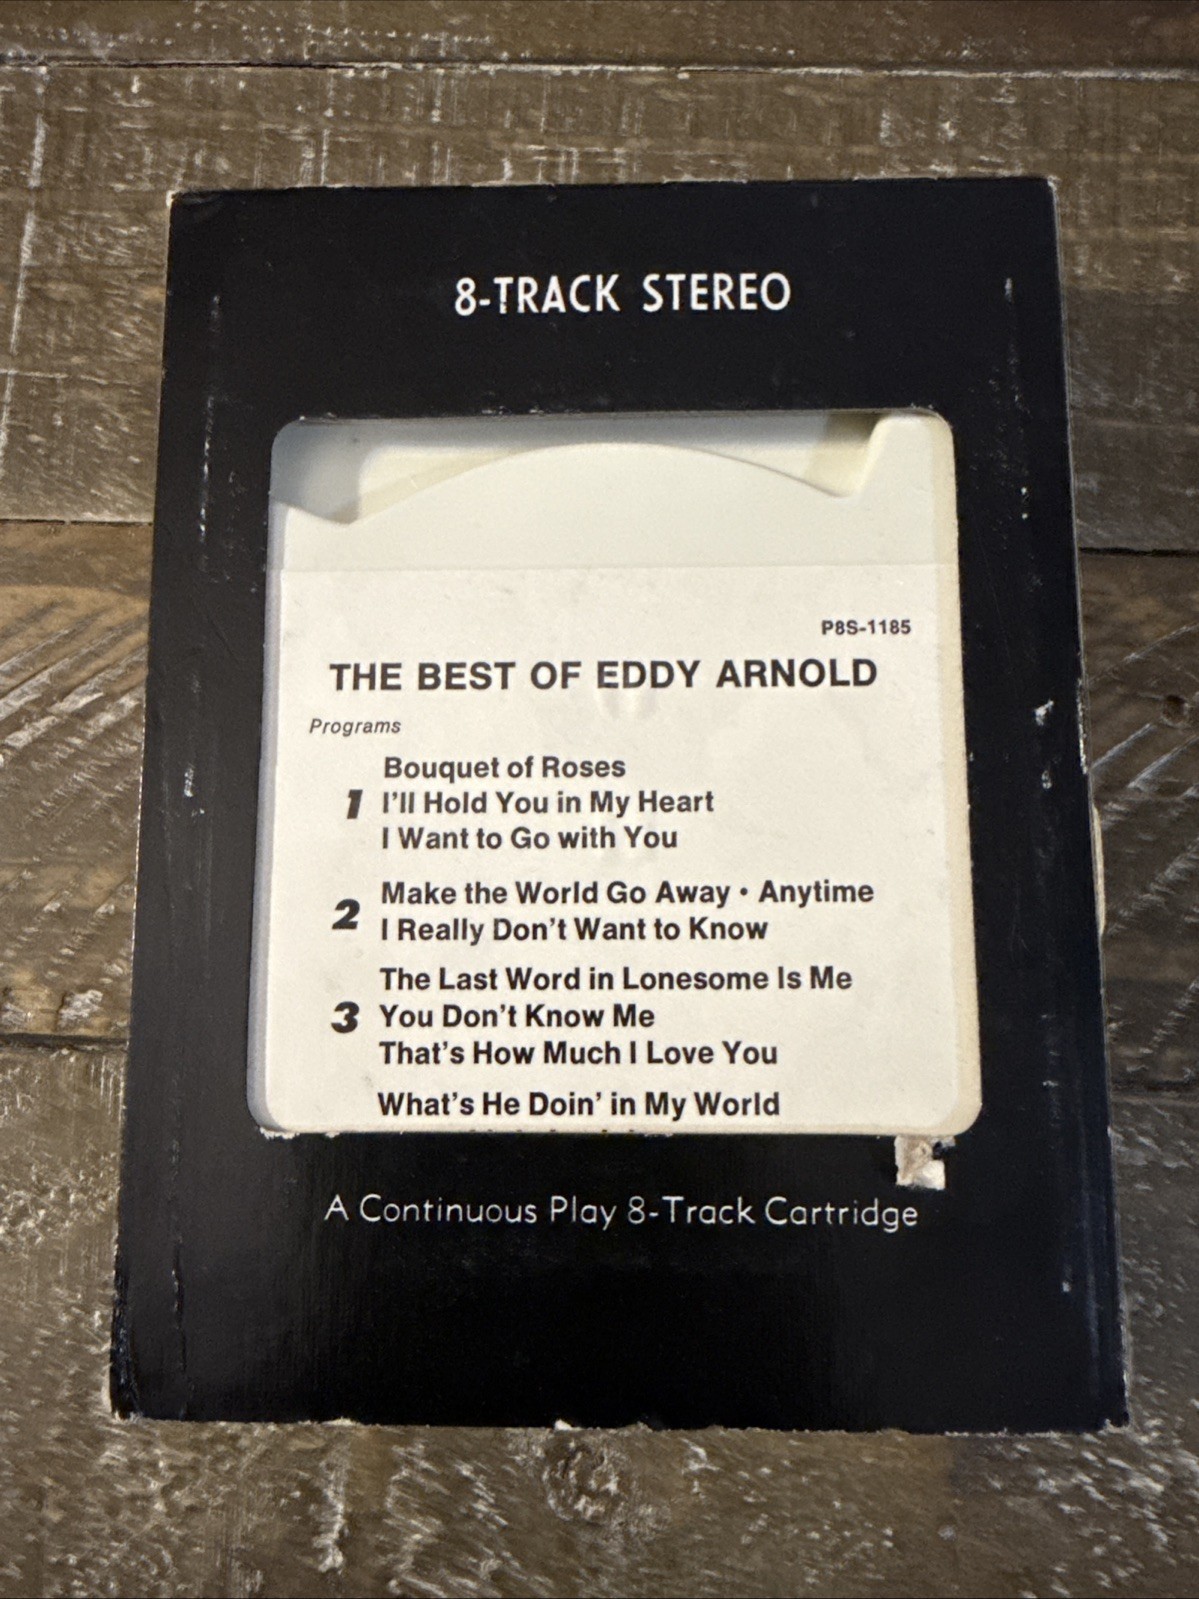 8-TRACK STEREO
P8S-1185
THE BEST OF EDDY ARNOLD
Programs
Bouquet of Roses
1 I'll Hold You in My Heart
I Want to Go with You
Make the World Go Away • Anytime
2 I Really Don't Want to Know
The Last Word in Lonesome Is Me
3 You Don't Know Me
That's How Much I Love You
What's He Doin' in My World
A Continuous Play 8-Track Cartridge